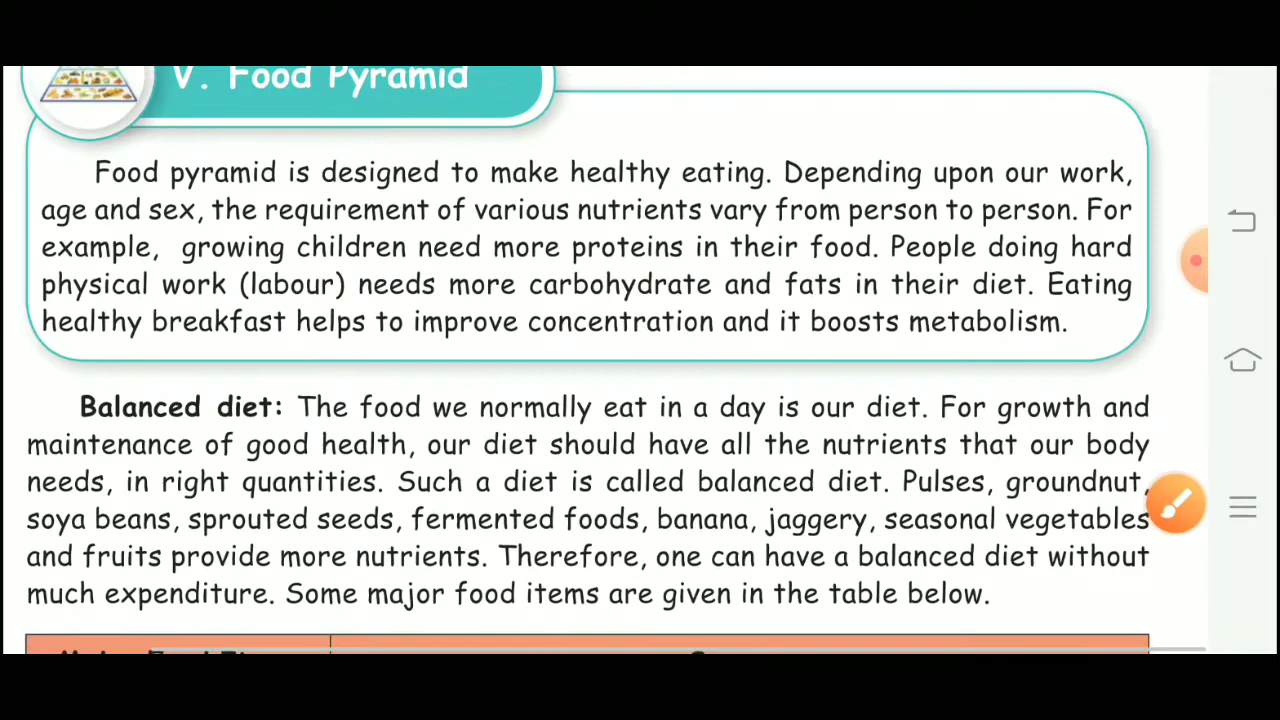 V. Food Pyramid
Food pyramid is designed to make healthy eating. Depending upon our work,
age and sex, the requirement of various nutrients vary from person to person. For
example, growing children need more proteins in their food. People doing hard
physical work (labour) needs more carbohydrate and fats in their diet. Eating
healthy breakfast helps to improve concentration and it boosts metabolism.
Balanced diet: The food we normally eat in a day is our diet. For growth and
maintenance of good health, our diet should have all the nutrients that our body
needs, in right quantities. Such a diet is called balanced diet. Pulses, groundnut,
soya beans, sprouted seeds, fermented foods, banana, jaggery, seasonal vegetables
and fruits provide more nutrients. Therefore, one can have a balanced diet without
much expenditure. Some major food items are given in the table below.